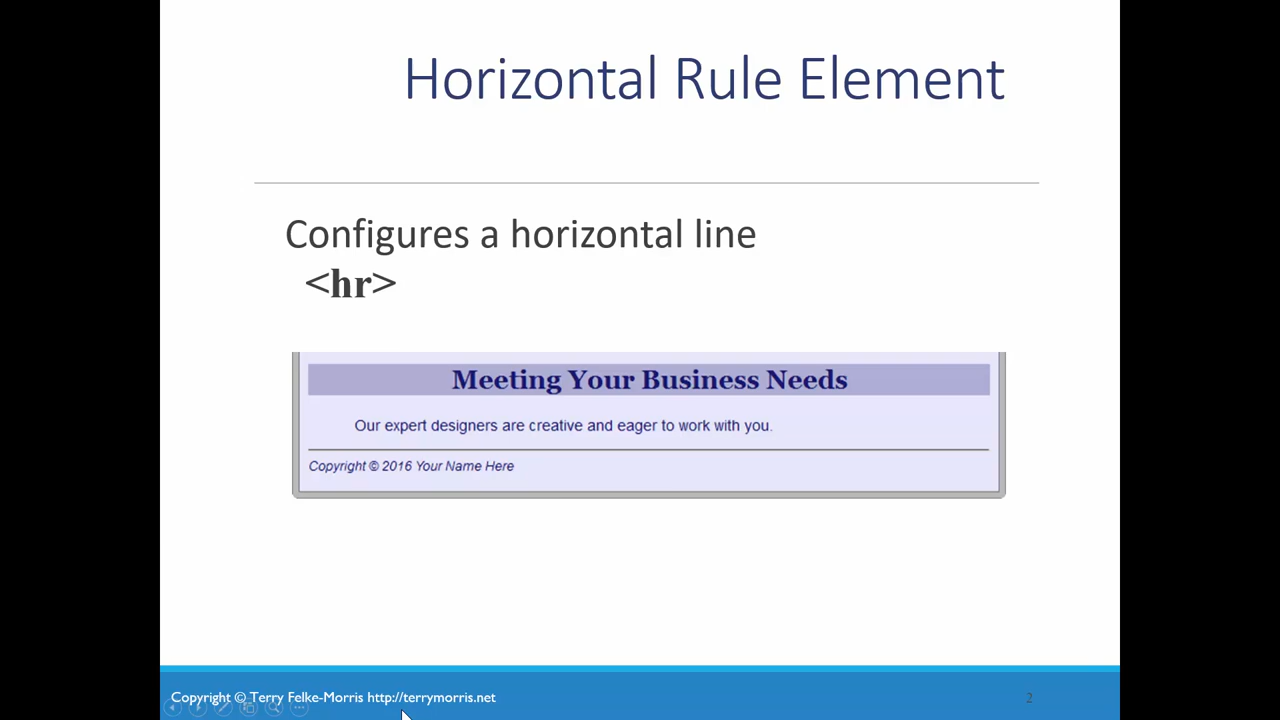 Horizontal Rule Element
Configures a horizontal line
<hr>
Meeting Your Business Needs
Our expert designers are creative and eager to work with you.
Copyright © 2016 Your Name Here
Copyright © Terry Felke-Morris http://terrymorris.net
2